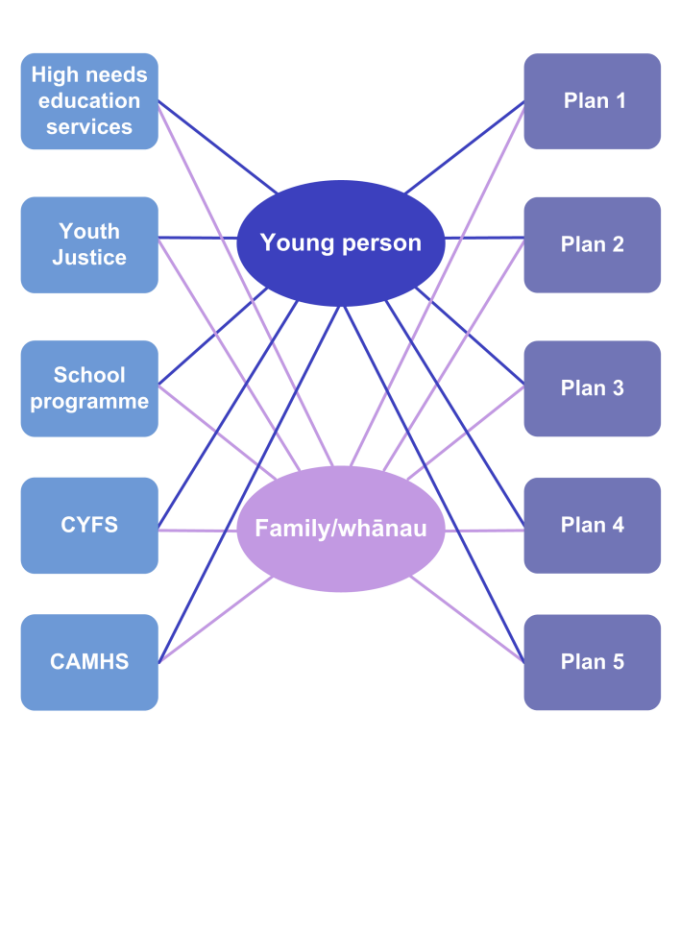 High needs
education
services
Plan 1
Youth
Justice
Young person
Plan 2
School
programme
Plan 3
CYFS
Family/whānau
Plan 4
CAMHS
Plan 5